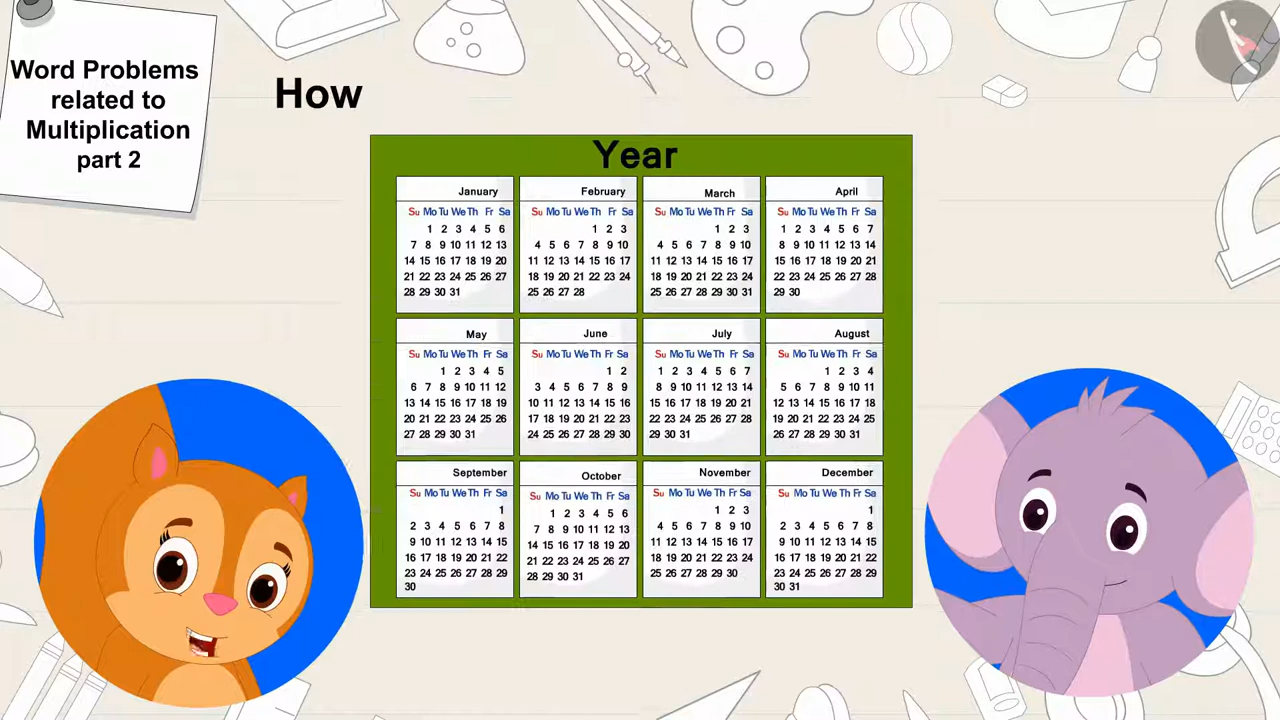 Word Problems
related to
Multiplication
part 2
How
Year
January
Su Mo Tu We Th Fr Sa
1 2 3 4 5 6
7 8 9 10 11 12 13
14 15 16 17 18 19 20
21 22 23 24 25 26 27
28 29 30 31
February
Su Mo Tu We Th Fr Sa
1 2 3
4 5 6 7 8 9 10
11 12 13 14 15 16 17
18 19 20 21 22 23 24
25 26 27 28
March
Su Mo Tu We Th Fr Sa
1 2 3
4 5 6 7 8 9 10
11 12 13 14 15 16 17
18 19 20 21 22 23 24
25 26 27 28 29 30 31
April
Su Mo Tu We Th Fr Sa
1 2 3 4 5 6 7
8 9 10 11 12 13 14
15 16 17 18 19 20 21
22 23 24 25 26 27 28
29 30
May
Su Mo Tu We Th Fr Sa
1 2 3 4 5
6 7 8 9 10 11 12
13 14 15 16 17 18 19
20 21 22 23 24 25 26
27 28 29 30 31
June
Su Mo Tu We Th Fr Sa
1 2
3 4 5 6 7 8 9
10 11 12 13 14 15 16
17 18 19 20 21 22 23
24 25 26 27 28 29 30
July
Su Mo Tu We Th Fr Sa
1 2 3 4 5 6 7
8 9 10 11 12 13 14
15 16 17 18 19 20 21
22 23 24 25 26 27 28
29 30 31
August
Su Mo Tu We Th Fr Sa
1 2 3 4
5 6 7 8 9 10 11
12 13 14 15 16 17 18
19 20 21 22 23 24 25
26 27 28 29 30 31
September
Su Mo Tu We Th Fr Sa
1
2 3 4 5 6 7 8
9 10 11 12 13 14 15
16 17 18 19 20 21 22
23 24 25 26 27 28 29
30
October
Su Mo Tu We Th Fr Sa
1 2 3 4 5 6
7 8 9 10 11 12 13
14 15 16 17 18 19 20
21 22 23 24 25 26 27
28 29 30 31
November
Su Mo Tu We Th Fr Sa
1 2 3
4 5 6 7 8 9 10
11 12 13 14 15 16 17
18 19 20 21 22 23 24
25 26 27 28 29 30
December
Su Mo Tu We Th Fr Sa
1
2 3 4 5 6 7 8
9 10 11 12 13 14 15
16 17 18 19 20 21 22
23 24 25 26 27 28 29
30 31